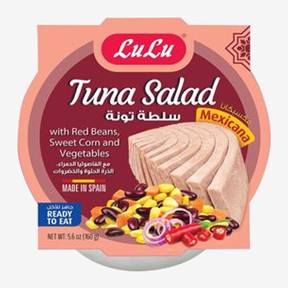 LuLu
Tuna Salad
سلطة تونة
Mexicana
مكسيكانا
with Red Beans,
Sweet Corn and
Vegetables
مع الفاصوليا الحمراء،
الذرة الحلوة والخضروات
MADE IN SPAIN
جاهز للأكل
READY
TO EAT
NET WT: 5.6 oz (160 g)